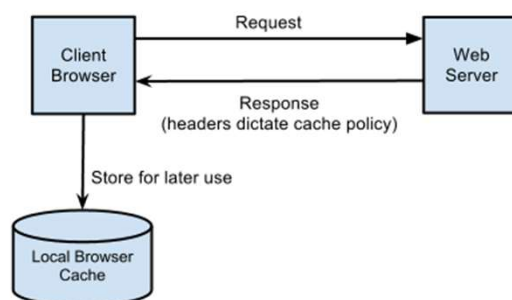 Request
Client
Browser
Web
Server
Response
(headers dictate cache policy)
Store for later use
Local Browser
Cache